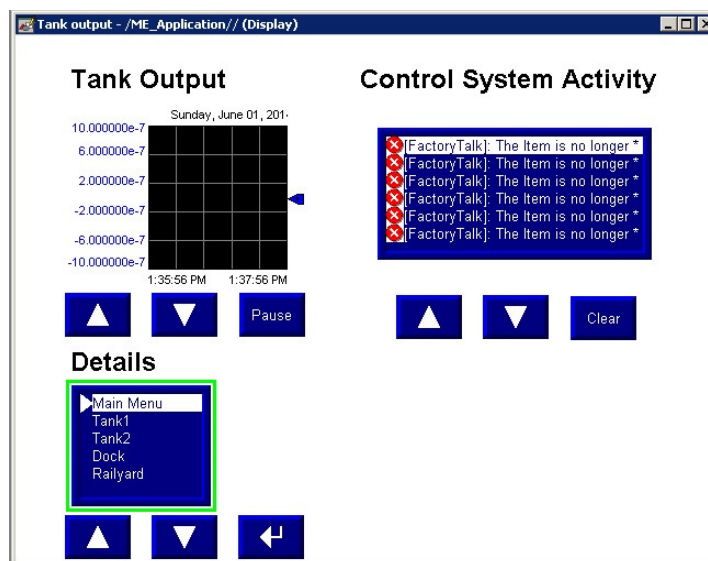 Tank output - /ME_Application// (Display)
Tank Output
Sunday, June 01, 201
10.000000e-7
6.000000e-7
2.000000e-7
-2.000000e-7
-6.000000e-7
-10.000000e-7
1:35:56 PM 1:37:56 PM
Pause
Control System Activity
[FactoryTalk]: The Item is no longer *
[FactoryTalk]: The Item is no longer *
[FactoryTalk]: The Item is no longer *
[FactoryTalk]: The Item is no longer *
[FactoryTalk]: The Item is no longer *
[FactoryTalk]: The Item is no longer *
Clear
Details
Main Menu
Tank1
Tank2
Dock
Railyard